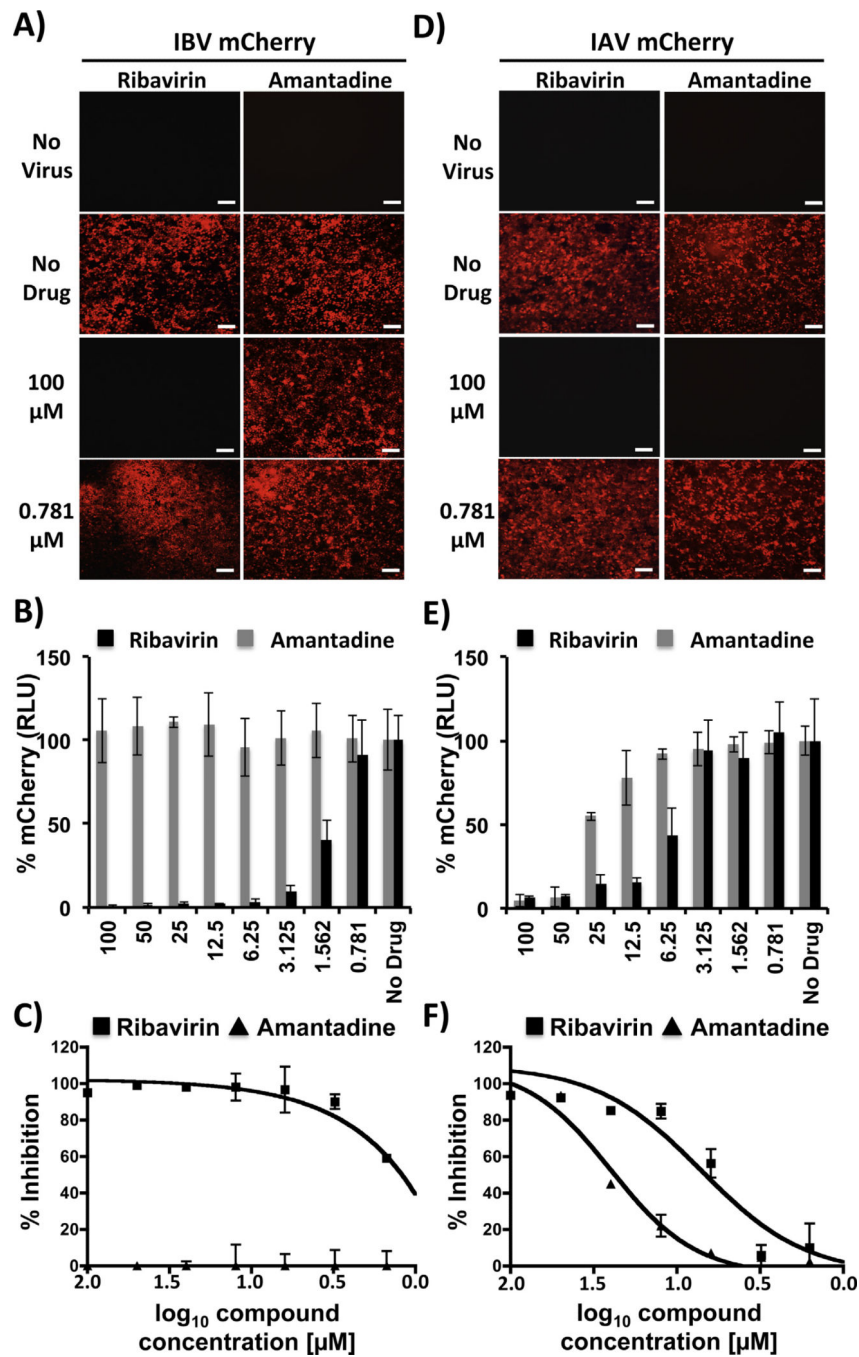 A)
IBV mCherry
Ribavirin Amantadine
No
Virus
No
Drug
100
µM
0.781
µM
D)
IAV mCherry
Ribavirin Amantadine
No
Virus
No
Drug
100
µM
0.781
µM
B)
Ribavirin Amantadine
% mCherry (RLU)
150
100
50
0
100 50 25 12.5 6.25 3.125 1.562 0.781 No Drug
E)
Ribavirin Amantadine
% mCherry (RLU)
150
100
50
0
100 50 25 12.5 6.25 3.125 1.562 0.781 No Drug
C)
Ribavirin Amantadine
% Inhibition
120
100
80
60
40
20
0
2.0 1.5 1.0 0.5 0.0
log10 compound
concentration [µM]
F)
Ribavirin Amantadine
% Inhibition
120
100
80
60
40
20
0
2.0 1.5 1.0 0.5 0.0
log10 compound
concentration [µM]